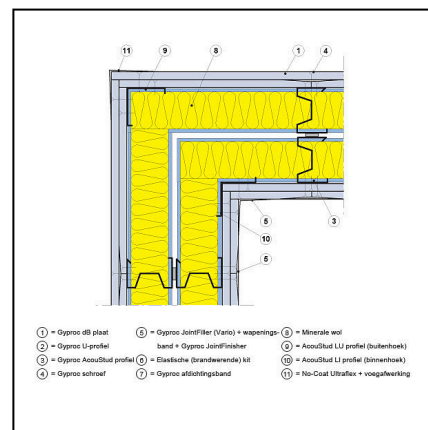 11 9 8 1 4
5 3
10
5
1 = Gyproc dB plaat
2 = Gyproc U-profiel
3 = Gyproc AcouStud profiel
4 = Gyproc schroef
5 = Gyproc JointFiller (Vario) + wapenings-
band + Gyproc JointFinisher
6 = Elastische (brandwerende) kit
7 = Gyproc afdichtingsband
8 = Minerale wol
9 = AcouStud LU profiel (buitenhoek)
10 = AcouStud LI profiel (binnenhoek)
11 = No-Coat Ultraflex + voegafwerking